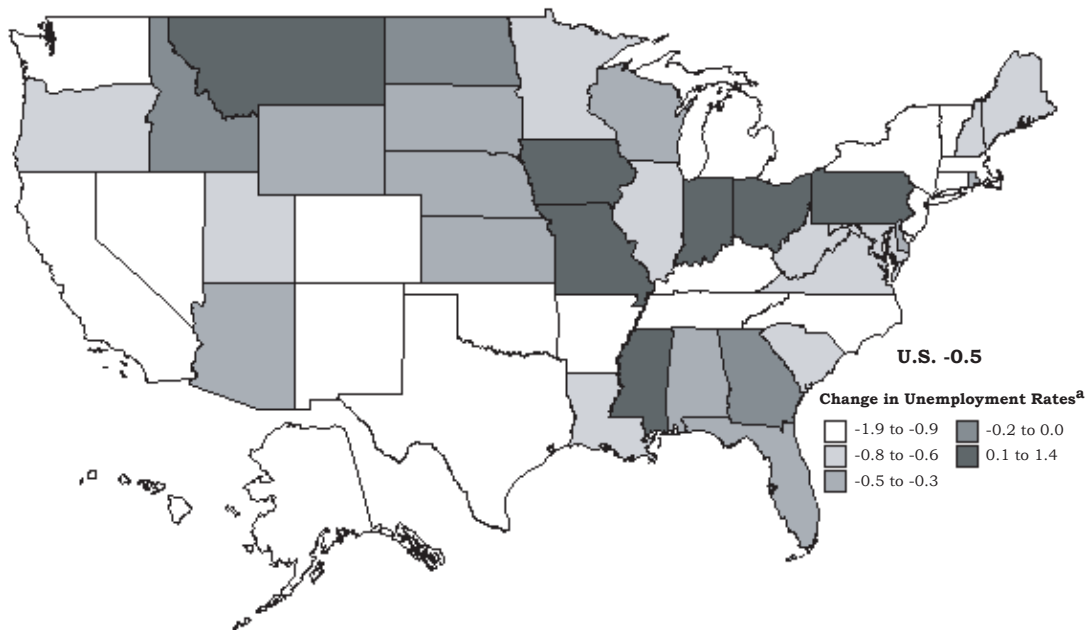 U.S. -0.5
Change in Unemployment Ratesa
-1.9 to -0.9
-0.8 to -0.6
-0.5 to -0.3
-0.2 to 0.0
0.1 to 1.4